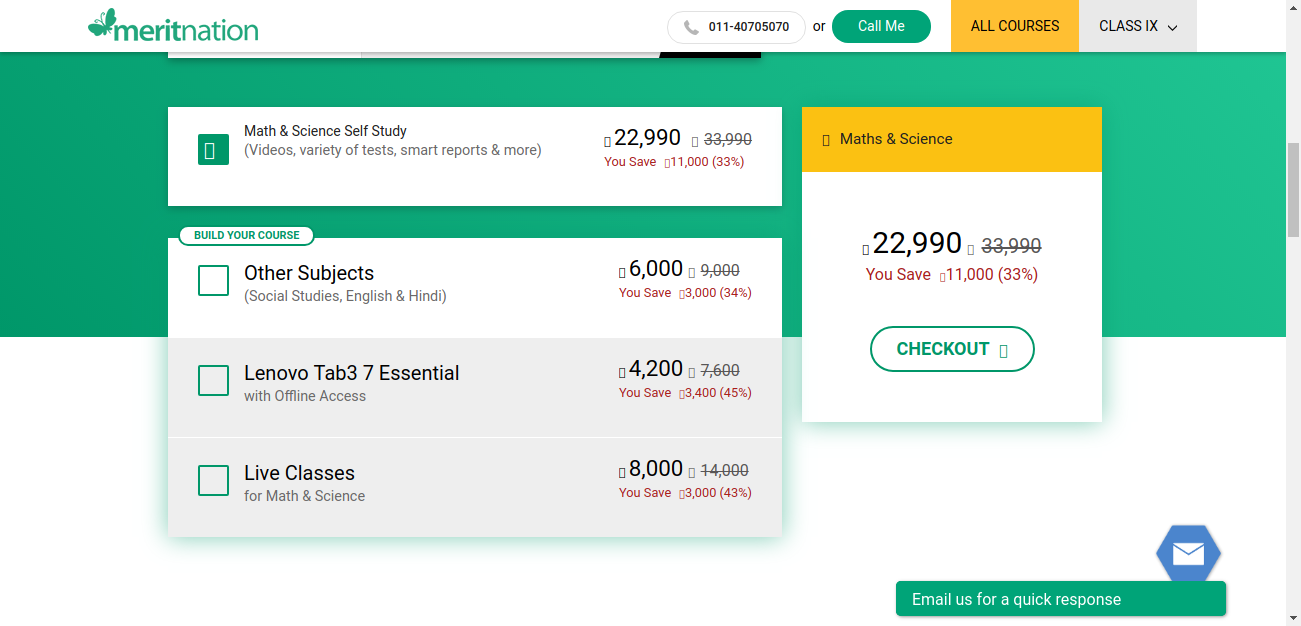 meritnation
011-40705070 or Call Me ALL COURSES CLASS IX
Math & Science Self Study
(Videos, variety of tests, smart reports & more)
22,990 33,990
You Save 11,000 (33%)
Maths & Science
22,990 33,990
You Save 11,000 (33%)
CHECKOUT
BUILD YOUR COURSE
Other Subjects
(Social Studies, English & Hindi)
6,000 9,000
You Save 3,000 (34%)
Lenovo Tab3 7 Essential
with Offline Access
4,200 7,600
You Save 3,400 (45%)
Live Classes
for Math & Science
8,000 14,000
You Save 3,000 (43%)
Email us for a quick response